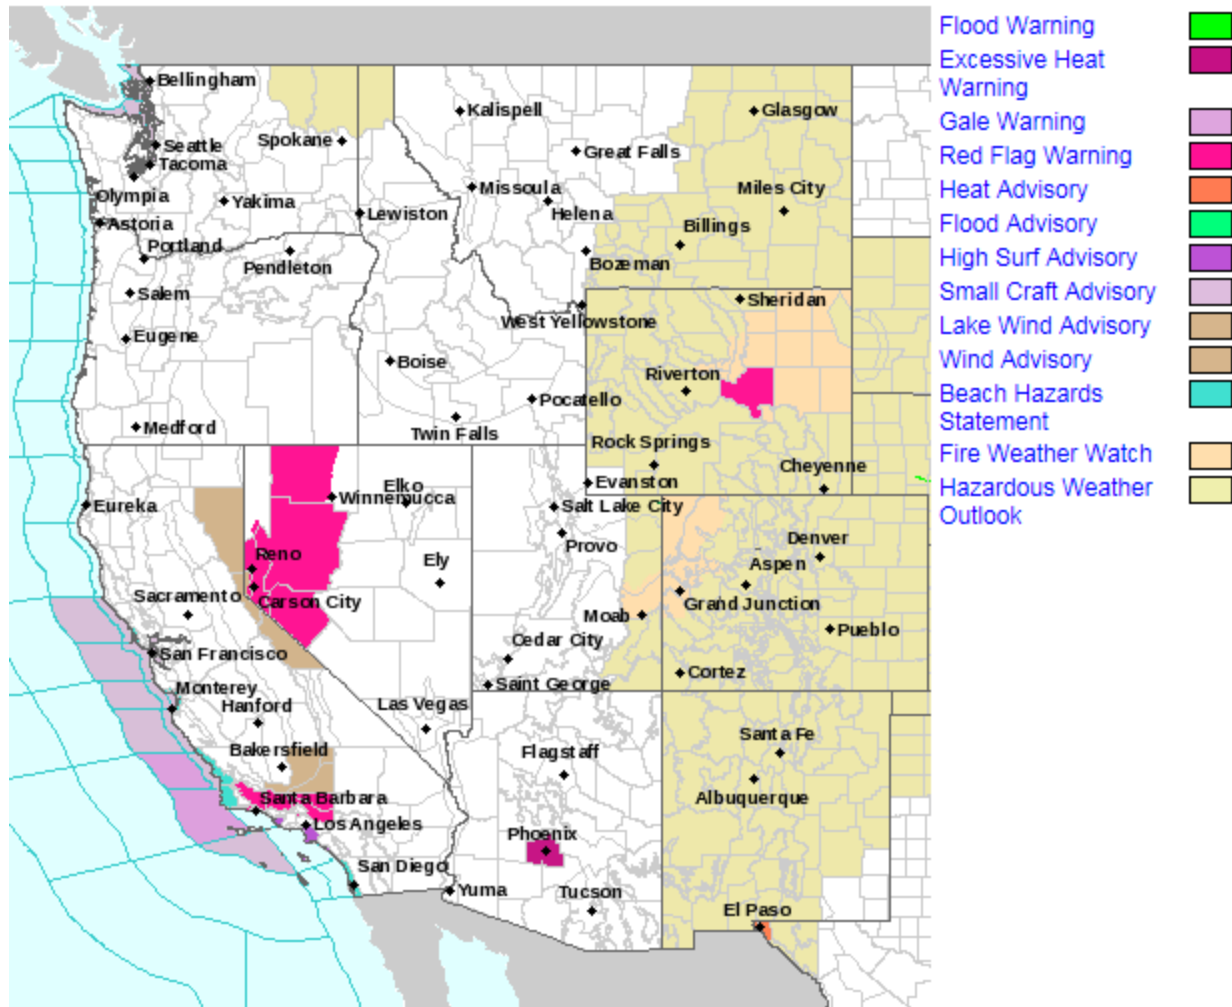 Bellingham
Kalispell
Glasgow
Spokane
Seattle
Great Falls
Tacoma
Missoula
Miles City
Olympia
Yakima
Helena
Lewiston
Astoria
Billings
Portland
Pendleton
Bozeman
Salem
Sheridan
West Yellowstone
Eugene
Boise
Riverton
Pocatello
Medford
Twin Falls
Rock Springs
Cheyenne
Elko
Evanston
Winnemucca
Eureka
Salt Lake City
Denver
Provo
Reno
Ely
Aspen
Sacramento
Carson City
Grand Junction
Moab
Pueblo
Cedar City
San Francisco
Cortez
Saint George
Monterey
Hanford
Las Vegas
Santa Fe
Bakersfield
Flagstaff
Albuquerque
Santa Barbara
Los Angeles
Phoenix
San Diego
Yuma
Tucson
El Paso
Flood Warning
Excessive Heat
Warning
Gale Warning
Red Flag Warning
Heat Advisory
Flood Advisory
High Surf Advisory
Small Craft Advisory
Lake Wind Advisory
Wind Advisory
Beach Hazards
Statement
Fire Weather Watch
Hazardous Weather
Outlook